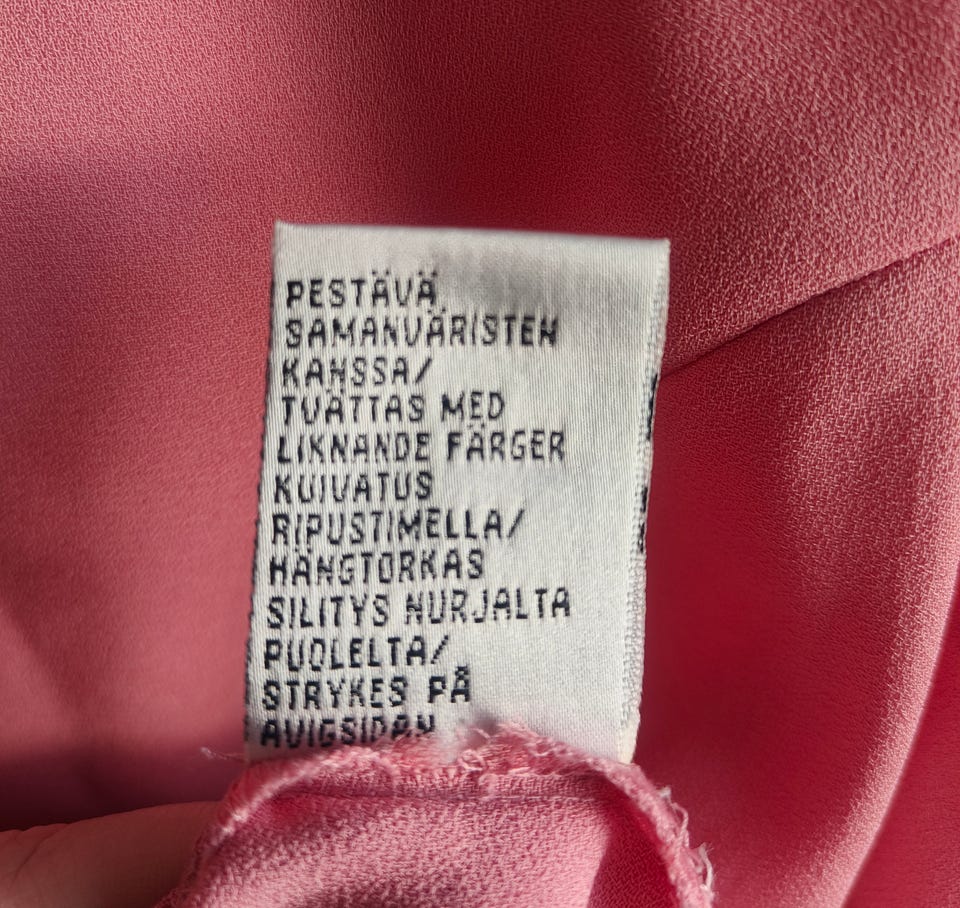 PESTÄVÄ
SAMANVÄRISTEN
KANSSA/
TVÄTTAS MED
LIKNANDE FÄRGER
KUIVATUS
RIPUSTIMELLA/
HÄNGTORKAS
SILITYS NURJALTA
PUOLELTA/
STRYKES PÅ
AVIGSIDAN